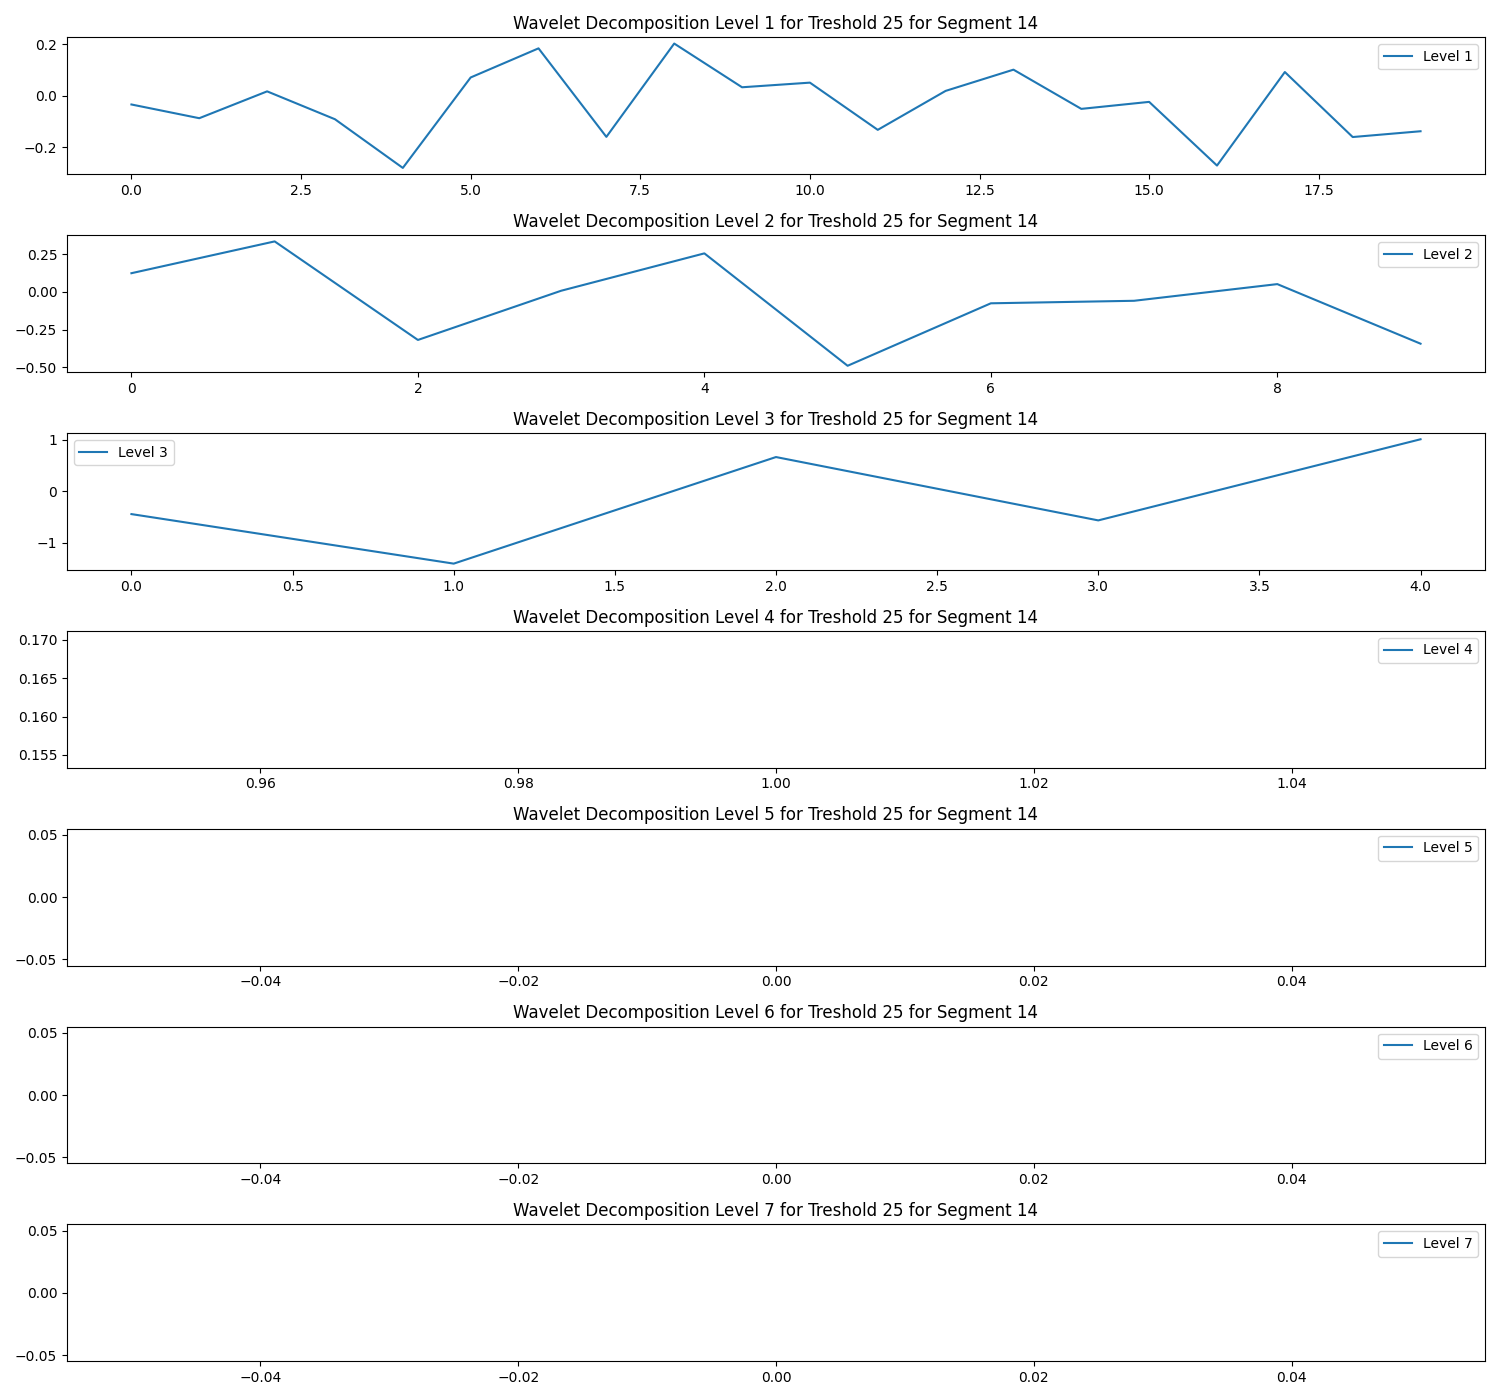 Wavelet Decomposition Level 1 for Treshold 25 for Segment 14
0.2
0.0
−0.2
Level 1
0.0 2.5 5.0 7.5 10.0 12.5 15.0 17.5
Wavelet Decomposition Level 2 for Treshold 25 for Segment 14
0.25
0.00
−0.25
−0.50
Level 2
0 2 4 6 8
Wavelet Decomposition Level 3 for Treshold 25 for Segment 14
1
0
−1
Level 3
0.0 0.5 1.0 1.5 2.0 2.5 3.0 3.5 4.0
Wavelet Decomposition Level 4 for Treshold 25 for Segment 14
0.170
0.165
0.160
0.155
Level 4
0.96 0.98 1.00 1.02 1.04
Wavelet Decomposition Level 5 for Treshold 25 for Segment 14
0.05
0.00
−0.05
Level 5
−0.04 −0.02 0.00 0.02 0.04
Wavelet Decomposition Level 6 for Treshold 25 for Segment 14
0.05
0.00
−0.05
Level 6
−0.04 −0.02 0.00 0.02 0.04
Wavelet Decomposition Level 7 for Treshold 25 for Segment 14
0.05
0.00
−0.05
Level 7
−0.04 −0.02 0.00 0.02 0.04